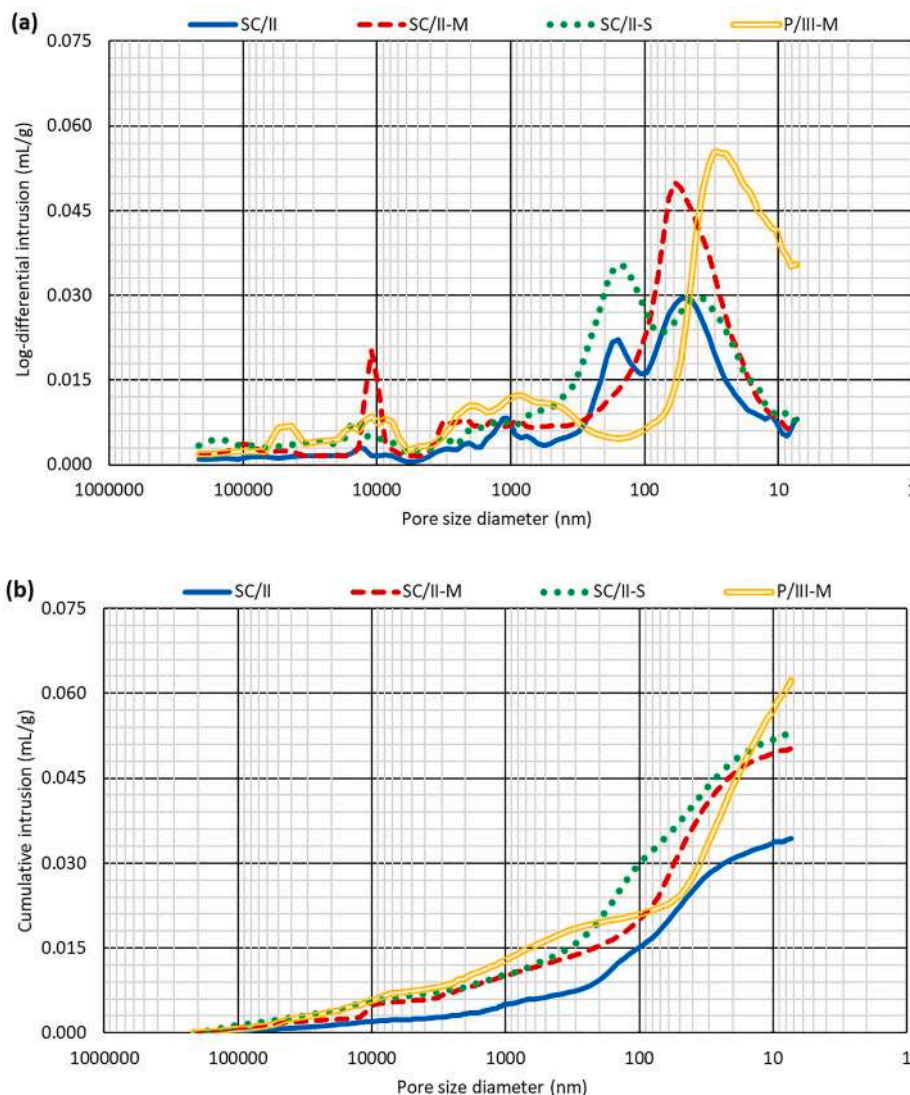 (a)
SC/II SC/II-M SC/II-S P/III-M
0.075
0.060
0.045
0.030
0.015
0.000
Log-differential intrusion (mL/g)
1000000 100000 10000 1000 100 10 1
Pore size diameter (nm)
(b)
SC/II SC/II-M SC/II-S P/III-M
0.075
0.060
0.045
0.030
0.015
0.000
Cumulative intrusion (mL/g)
1000000 100000 10000 1000 100 10 1
Pore size diameter (nm)